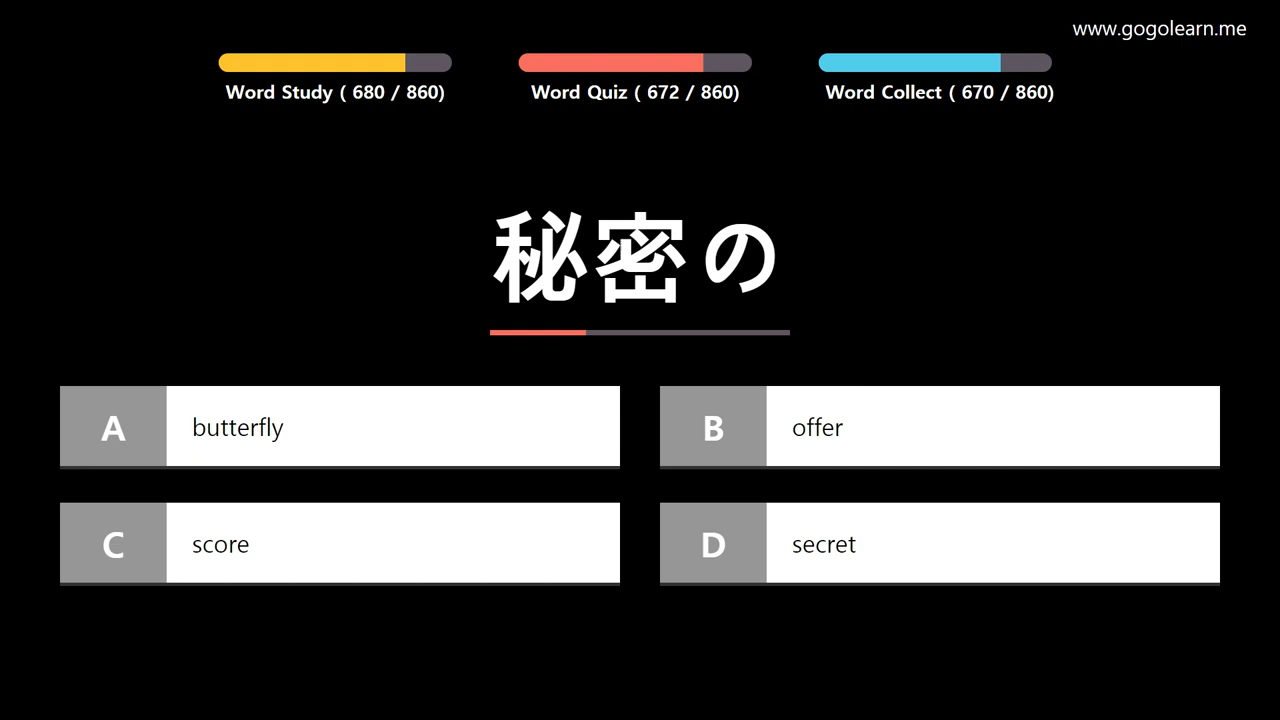 www.gogolearn.me
Word Study ( 680 / 860)
Word Quiz ( 672 / 860)
Word Collect ( 670 / 860)
秘密の
A butterfly
B offer
C score
D secret